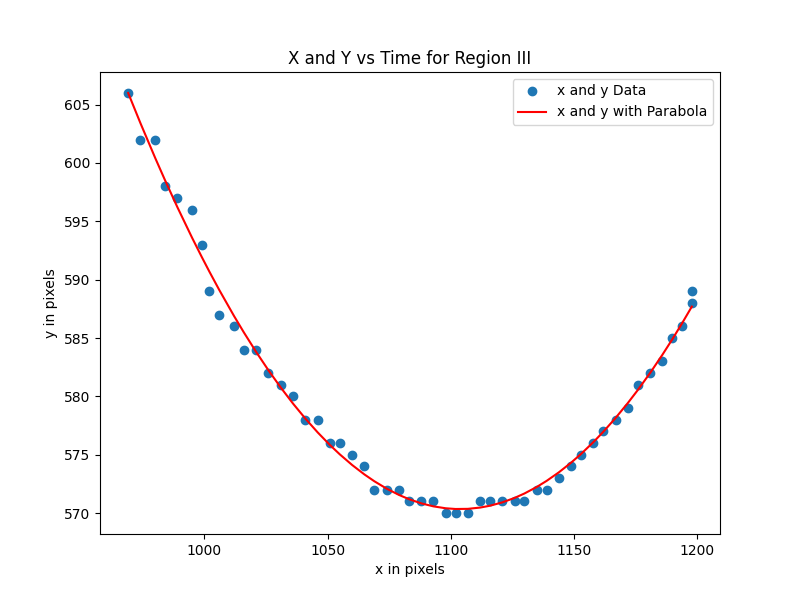 X and Y vs Time for Region III
x and y Data
x and y with Parabola
605
600
595
590
585
580
575
570
y in pixels
1000 1050 1100 1150 1200
x in pixels